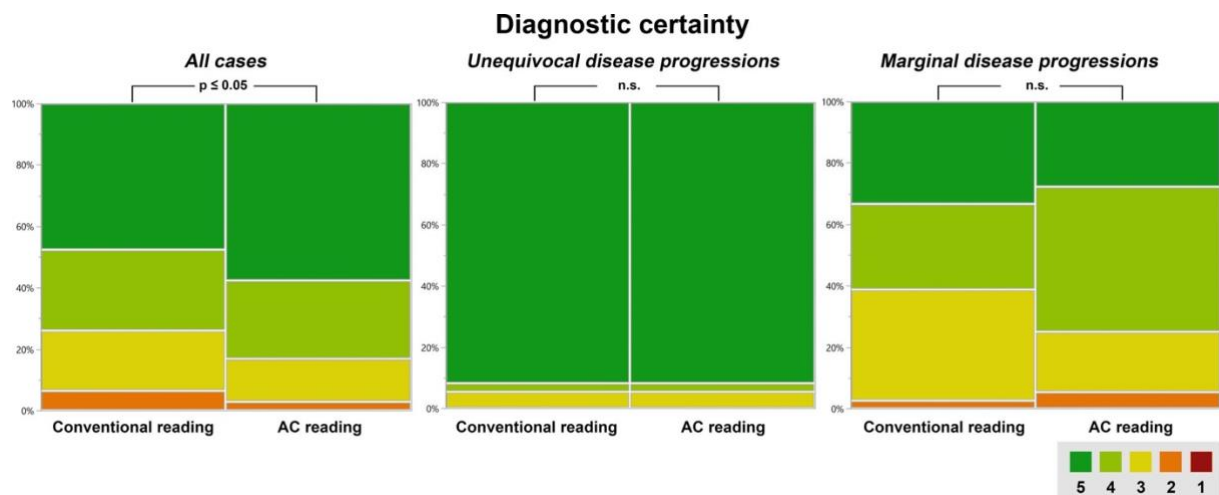 Diagnostic certainty
All cases
Unequivocal disease progressions
Marginal disease progressions
p ≤ 0.05
n.s.
n.s.
100%
80%
60%
40%
20%
0%
100%
80%
60%
40%
20%
0%
100%
80%
60%
40%
20%
0%
Conventional reading
AC reading
Conventional reading
AC reading
Conventional reading
AC reading
5 4 3 2 1